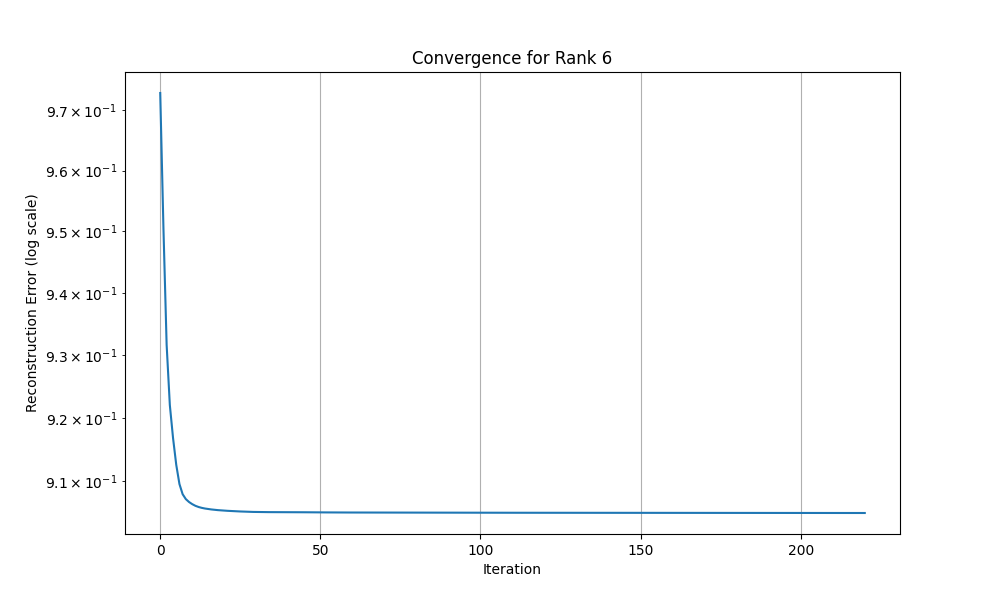 Convergence for Rank 6
Reconstruction Error (log scale)
9.7 × 10⁻¹
9.6 × 10⁻¹
9.5 × 10⁻¹
9.4 × 10⁻¹
9.3 × 10⁻¹
9.2 × 10⁻¹
9.1 × 10⁻¹
0 50 100 150 200
Iteration